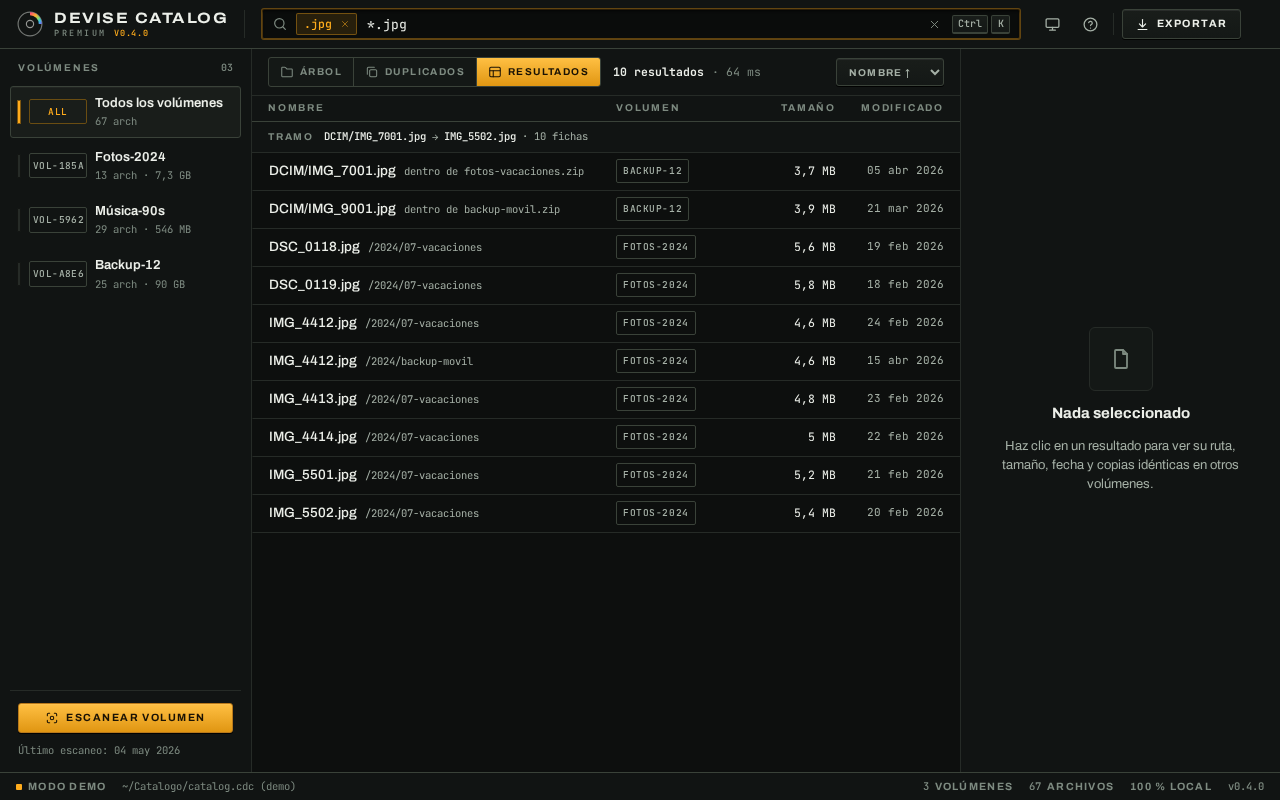 DEVISE CATALOG
PREMIUM V0.4.0
.jpg × *.jpg
Ctrl K
EXPORTAR
VOLÚMENES 03
ALL
Todos los volúmenes
67 arch
VOL-185A
Fotos-2024
13 arch · 7,3 GB
VOL-5962
Música-90s
29 arch · 546 MB
VOL-A8E6
Backup-12
25 arch · 90 GB
ESCANEAR VOLUMEN
Último escaneo: 04 may 2026
ÁRBOL DUPLICADOS RESULTADOS 10 resultados · 64 ms NOMBRE ↑
NOMBRE VOLUMEN TAMAÑO MODIFICADO
TRAMO DCIM/IMG_7001.jpg → IMG_5502.jpg · 10 fichas
DCIM/IMG_7001.jpg dentro de fotos-vacaciones.zip BACKUP-12 3,7 MB 05 abr 2026
DCIM/IMG_9001.jpg dentro de backup-movil.zip BACKUP-12 3,9 MB 21 mar 2026
DSC_0118.jpg /2024/07-vacaciones FOTOS-2024 5,6 MB 19 feb 2026
DSC_0119.jpg /2024/07-vacaciones FOTOS-2024 5,8 MB 18 feb 2026
IMG_4412.jpg /2024/07-vacaciones FOTOS-2024 4,6 MB 24 feb 2026
IMG_4412.jpg /2024/backup-movil FOTOS-2024 4,6 MB 15 abr 2026
IMG_4413.jpg /2024/07-vacaciones FOTOS-2024 4,8 MB 23 feb 2026
IMG_4414.jpg /2024/07-vacaciones FOTOS-2024 5 MB 22 feb 2026
IMG_5501.jpg /2024/07-vacaciones FOTOS-2024 5,2 MB 21 feb 2026
IMG_5502.jpg /2024/07-vacaciones FOTOS-2024 5,4 MB 20 feb 2026
Nada seleccionado
Haz clic en un resultado para ver su ruta,
tamaño, fecha y copias idénticas en otros
volúmenes.
MODO DEMO ~/Catalogo/catalog.cdc (demo) 3 VOLÚMENES 67 ARCHIVOS 100 % LOCAL v0.4.0